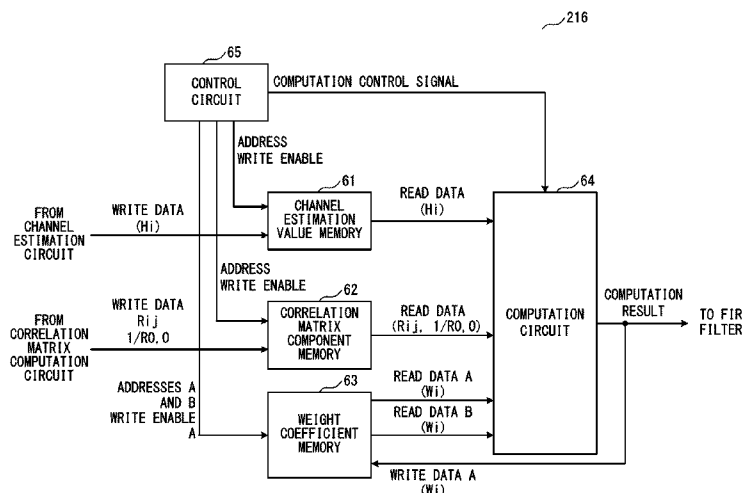 216
65
CONTROL
CIRCUIT
COMPUTATION CONTROL SIGNAL
ADDRESS
WRITE ENABLE
61
64
FROM
CHANNEL
ESTIMATION
CIRCUIT
WRITE DATA
(Hi)
CHANNEL
ESTIMATION
VALUE MEMORY
READ DATA
(Hi)
ADDRESS
WRITE ENABLE
62
FROM
CORRELATION
MATRIX
COMPUTATION
CIRCUIT
WRITE DATA
Rij
1/R0,0
CORRELATION
MATRIX
COMPONENT
MEMORY
READ DATA
(Rij, 1/R0,0)
COMPUTATION
CIRCUIT
COMPUTATION
RESULT
TO FIR
FILTER
63
ADDRESSES A
AND B
WRITE ENABLE
A
WEIGHT
COEFFICIENT
MEMORY
READ DATA A
(Wi)
READ DATA B
(Wi)
WRITE DATA A
(Wi)